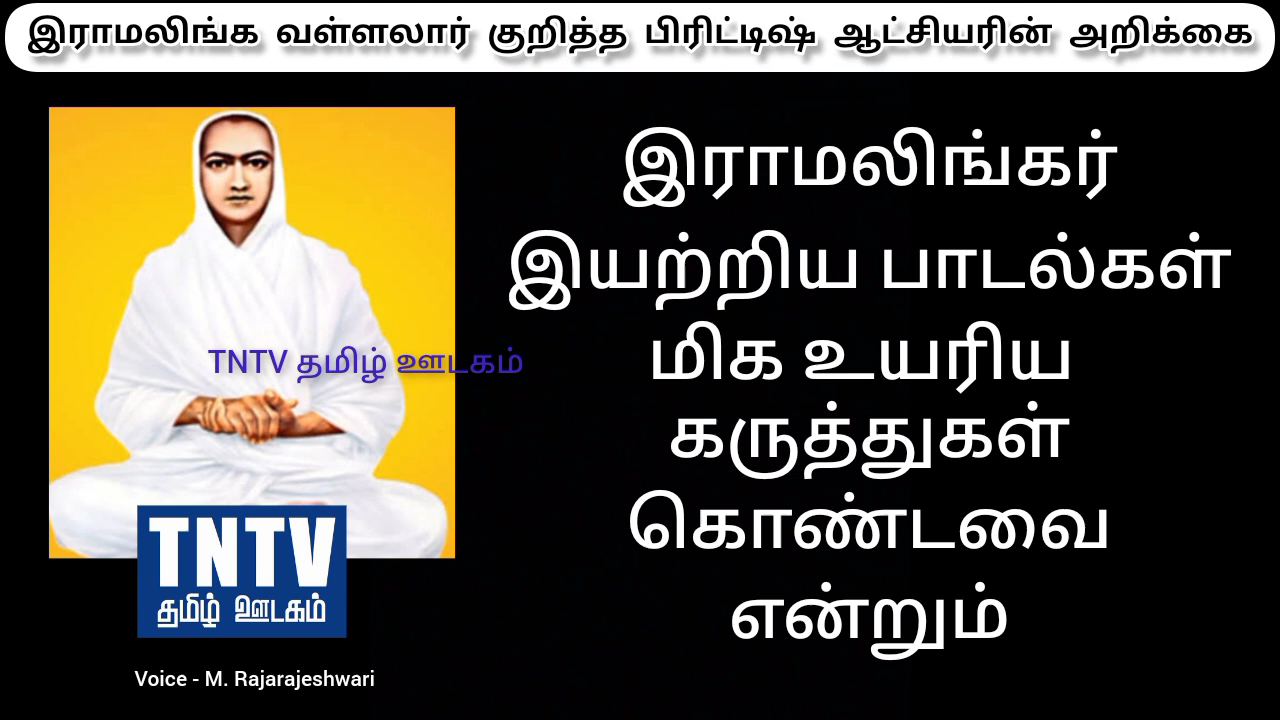 இராமலிங்க வள்ளலார் குறித்த பிரிட்டிஷ் ஆட்சியரின் அறிக்கை
இராமலிங்கர்
இயற்றிய பாடல்கள்
மிக உயரிய
கருத்துகள்
கொண்டவை
என்றும்
TNTV தமிழ் ஊடகம்
TNTV
தமிழ் ஊடகம்
Voice - M. Rajarajeshwari